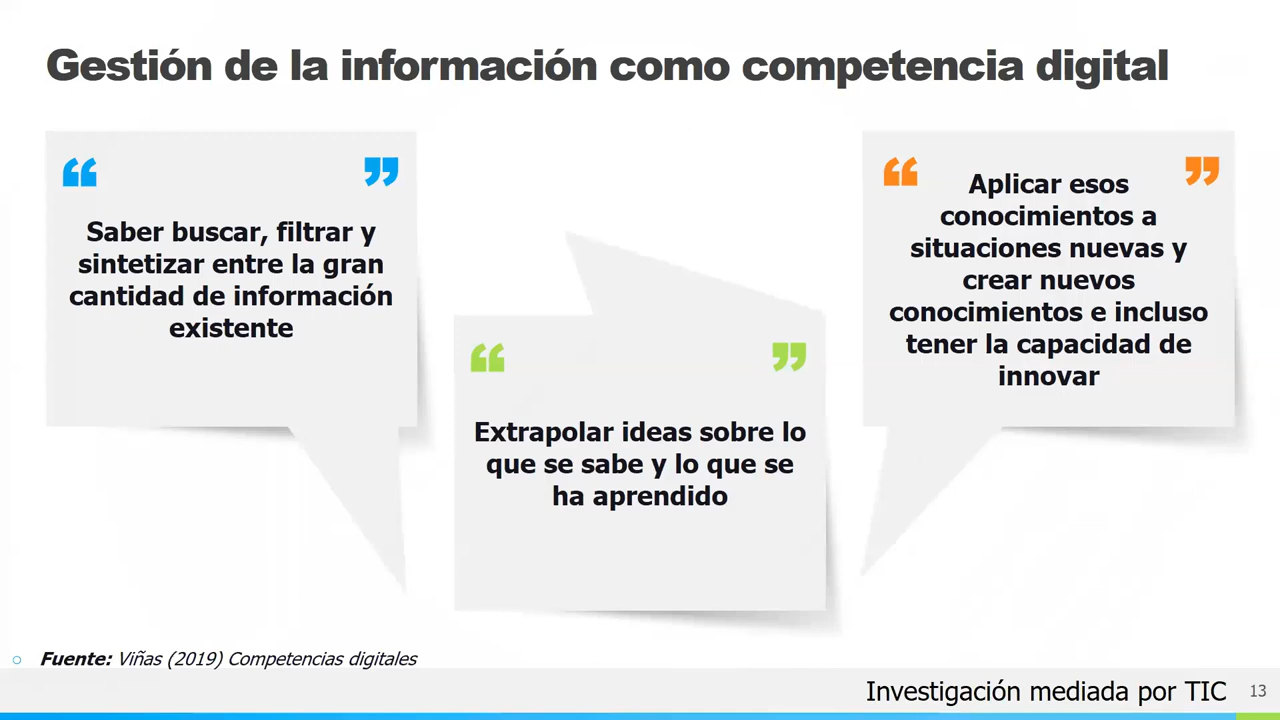 Gestión de la información como competencia digital
Saber buscar, filtrar y
sintetizar entre la gran
cantidad de información
existente
Extrapolar ideas sobre lo
que se sabe y lo que se
ha aprendido
Aplicar esos
conocimientos a
situaciones nuevas y
crear nuevos
conocimientos e incluso
tener la capacidad de
innovar
Fuente: Viñas (2019) Competencias digitales
Investigación mediada por TIC 13